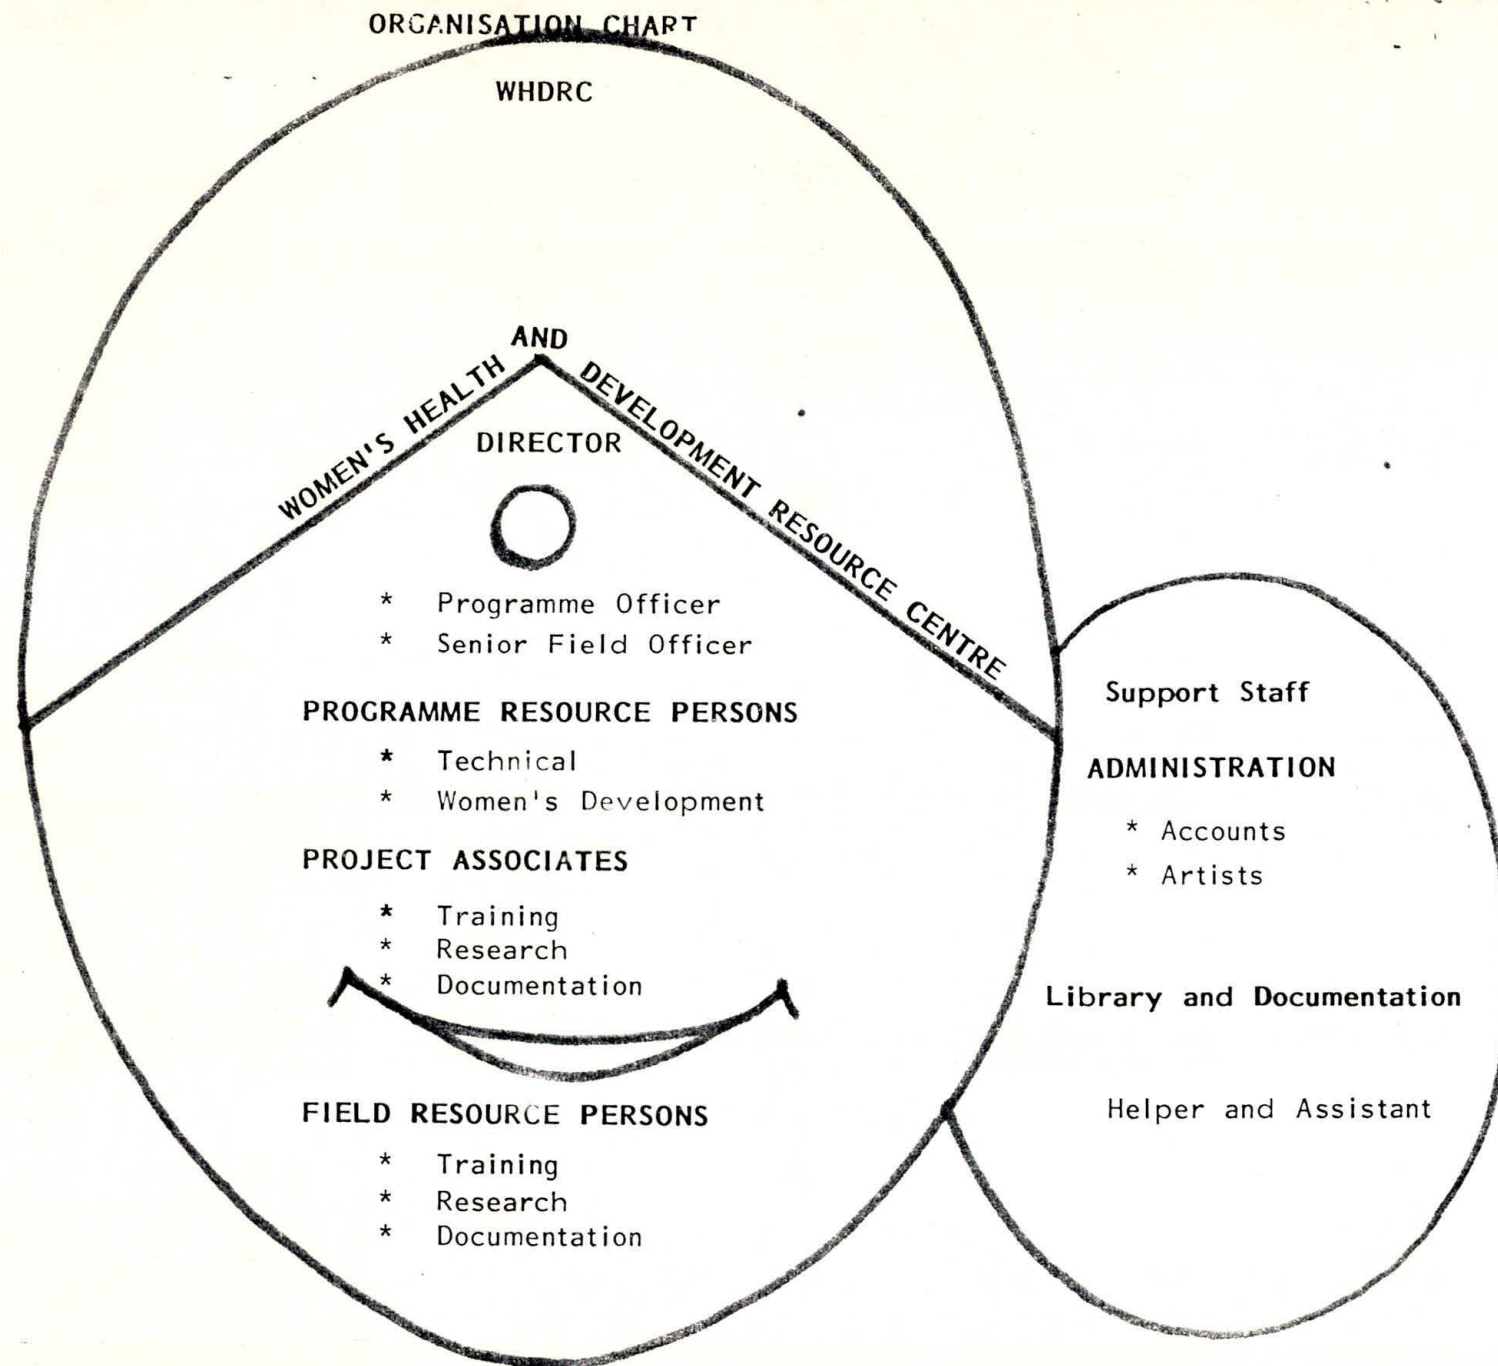 ORGANISATION CHART
WHDRC
WOMEN'S HEALTH AND DEVELOPMENT RESOURCE CENTRE
DIRECTOR
* Programme Officer
* Senior Field Officer
PROGRAMME RESOURCE PERSONS
* Technical
* Women's Development
PROJECT ASSOCIATES
* Training
* Research
* Documentation
FIELD RESOURCE PERSONS
* Training
* Research
* Documentation
Support Staff
ADMINISTRATION
* Accounts
* Artists
Library and Documentation
Helper and Assistant